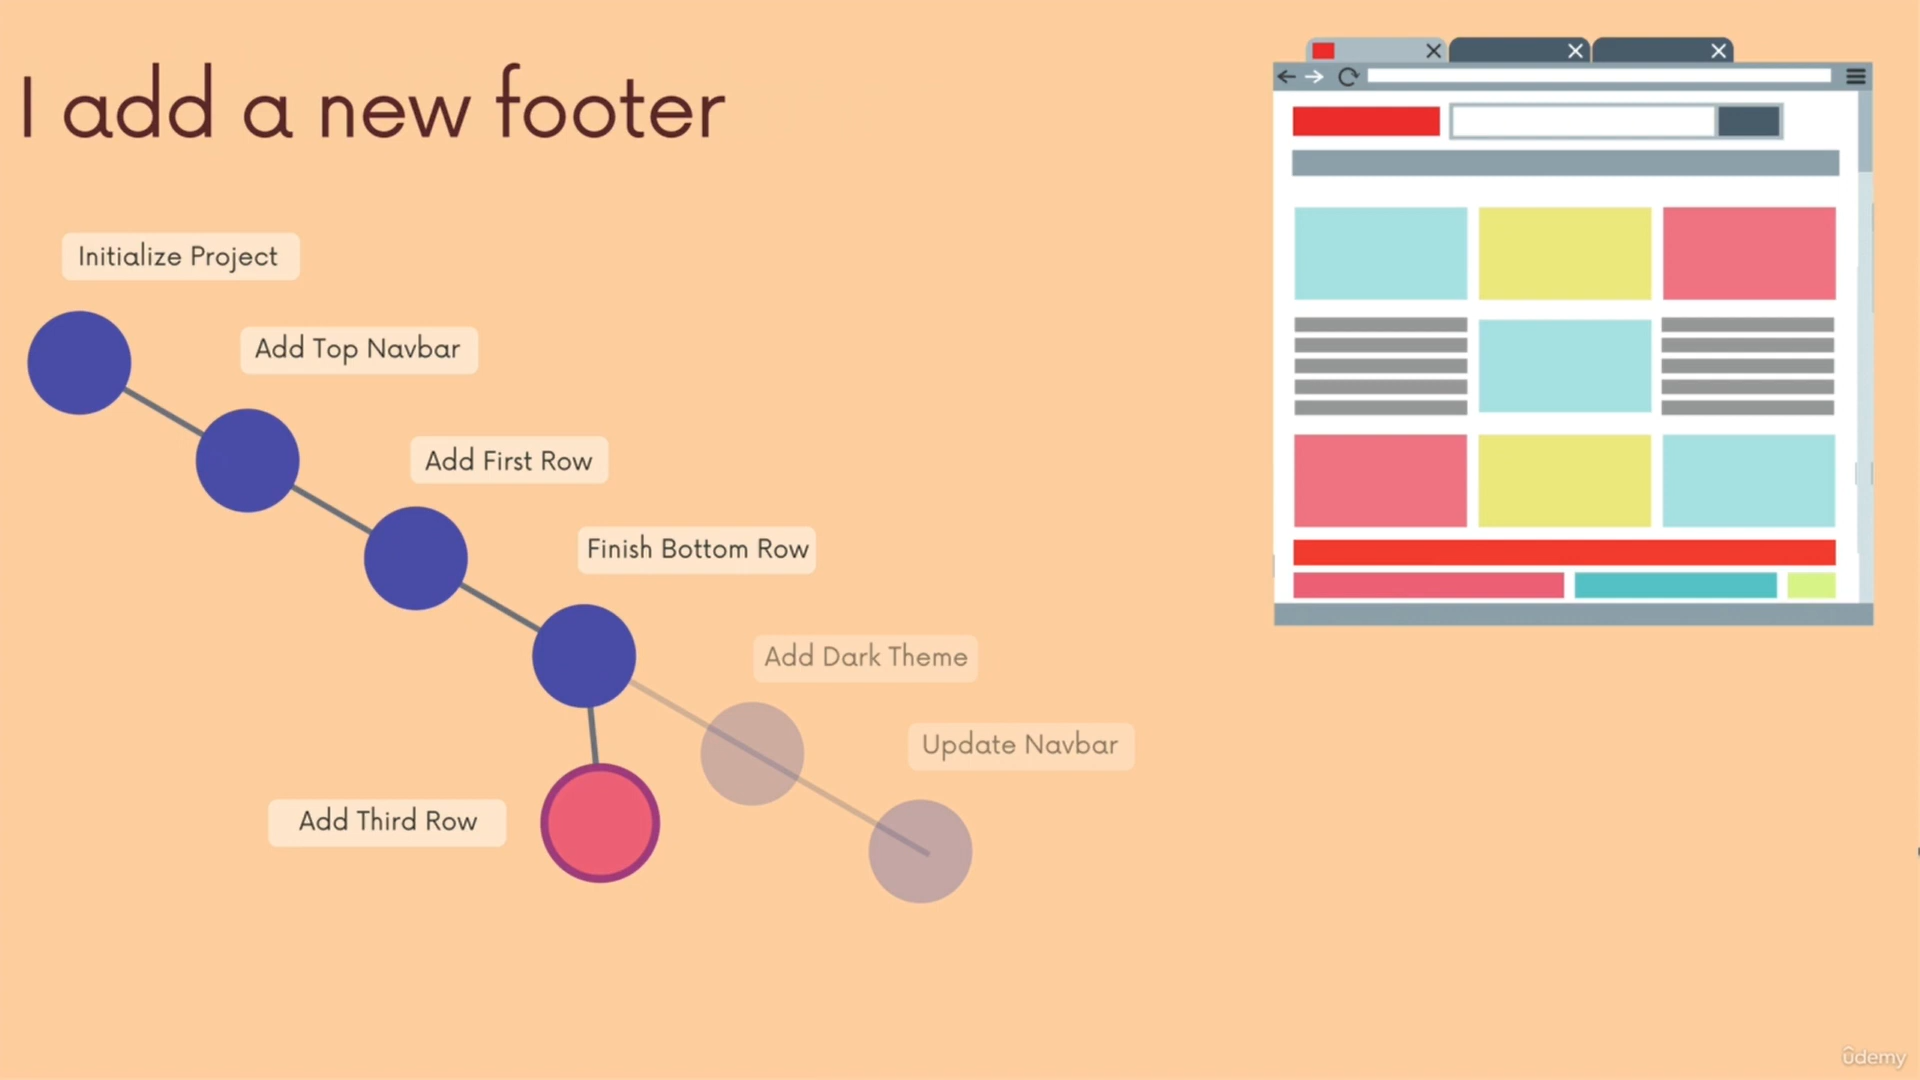 I add a new footer
Initialize Project
Add Top Navbar
Add First Row
Finish Bottom Row
Add Dark Theme
Update Navbar
Add Third Row
ûdemy